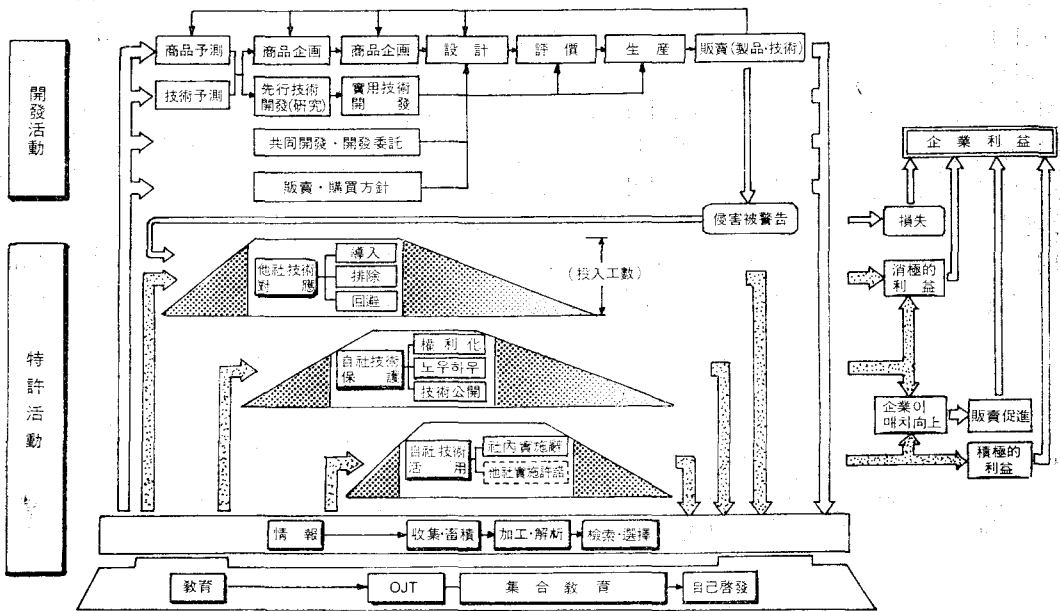 開發活動
商品予測
商品企画
商品企画
設計
評價
生産
販賣(製品·技術)
技術予測
先行技術
開發(研究)
實用技術
開發
共同開發·開發委託
販賣·購買方針
企業利益
侵害被警告
損失
特許活動
他社技術
對應
導入
排除
回避
(投入工數)
消極的
利益
自社技術
保護
權利化
노우하우
技術公開
企業이
매지向上
販賣促進
自社技術
活用
社內實施
他社實施許諾
積極的
利益
情報
收集·畜積
加工·解析
檢索·選擇
敎育
OJT
集合敎育
自己啓發